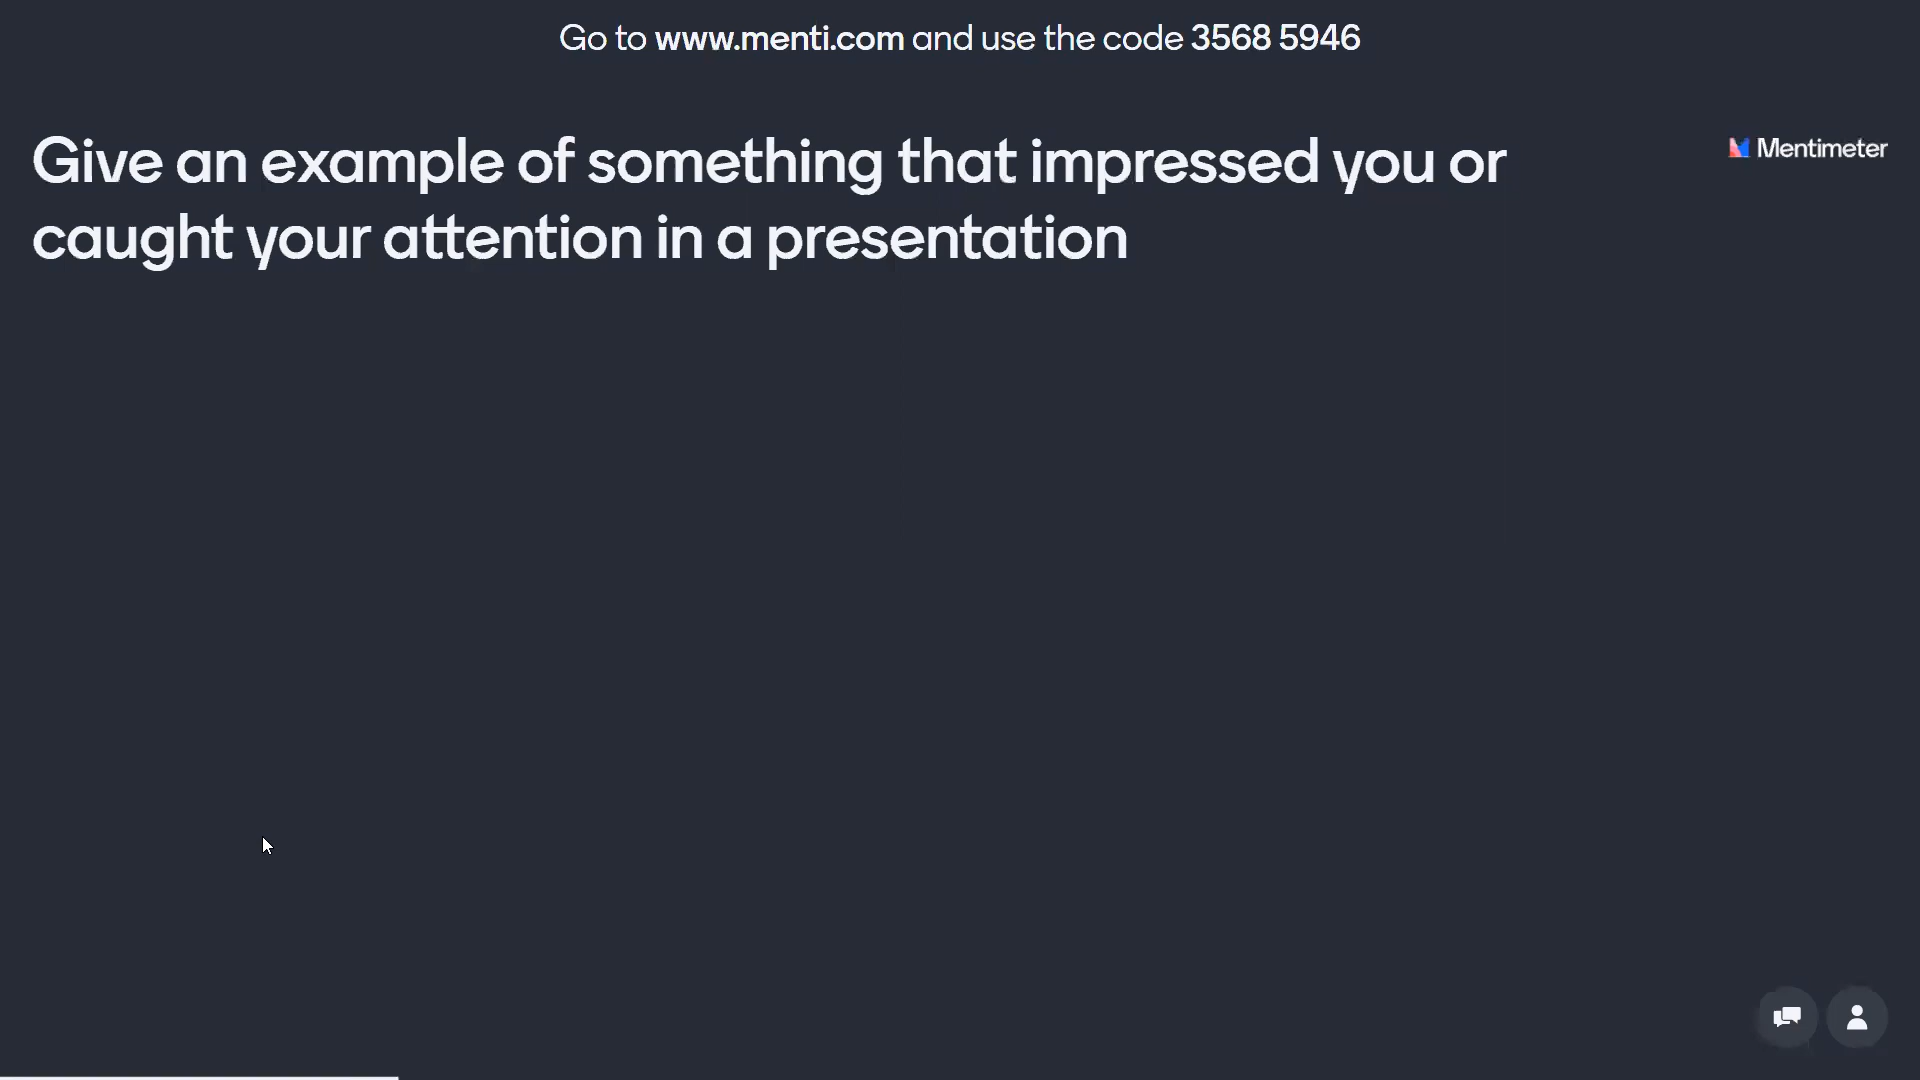 Go to www.menti.com and use the code 3568 5946
Give an example of something that impressed you or
caught your attention in a presentation
Mentimeter